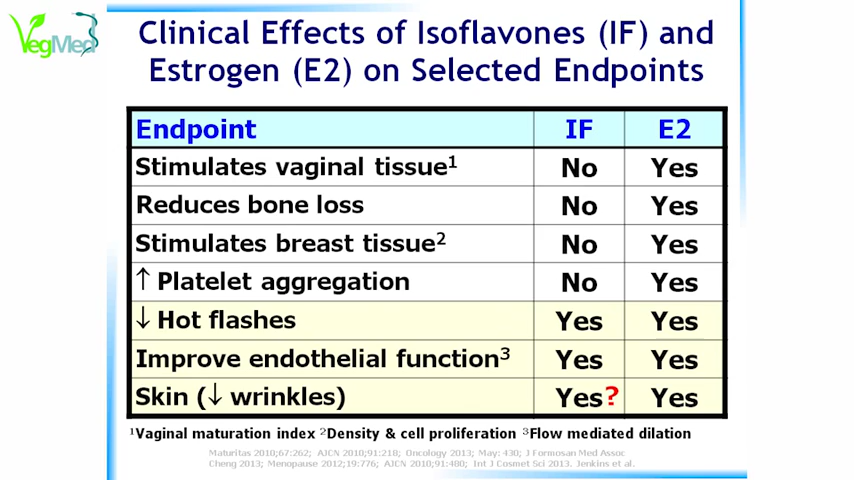 VegMed
Clinical Effects of Isoflavones (IF) and
Estrogen (E2) on Selected Endpoints
Endpoint IF E2
Stimulates vaginal tissue¹ No Yes
Reduces bone loss No Yes
Stimulates breast tissue² No Yes
↑ Platelet aggregation No Yes
↓ Hot flashes Yes Yes
Improve endothelial function³ Yes Yes
Skin (↓ wrinkles) Yes? Yes
¹Vaginal maturation index ²Density & cell proliferation ³Flow mediated dilation
Maturitas 2010;67:262; AJCN 2010;91:218; Oncology 2013; May: 430; J Formosan Med Assoc
Cheng 2013; Menopause 2012;19:776; AJCN 2010;91:480; Int J Cosmet Sci 2013. Jenkins et al.